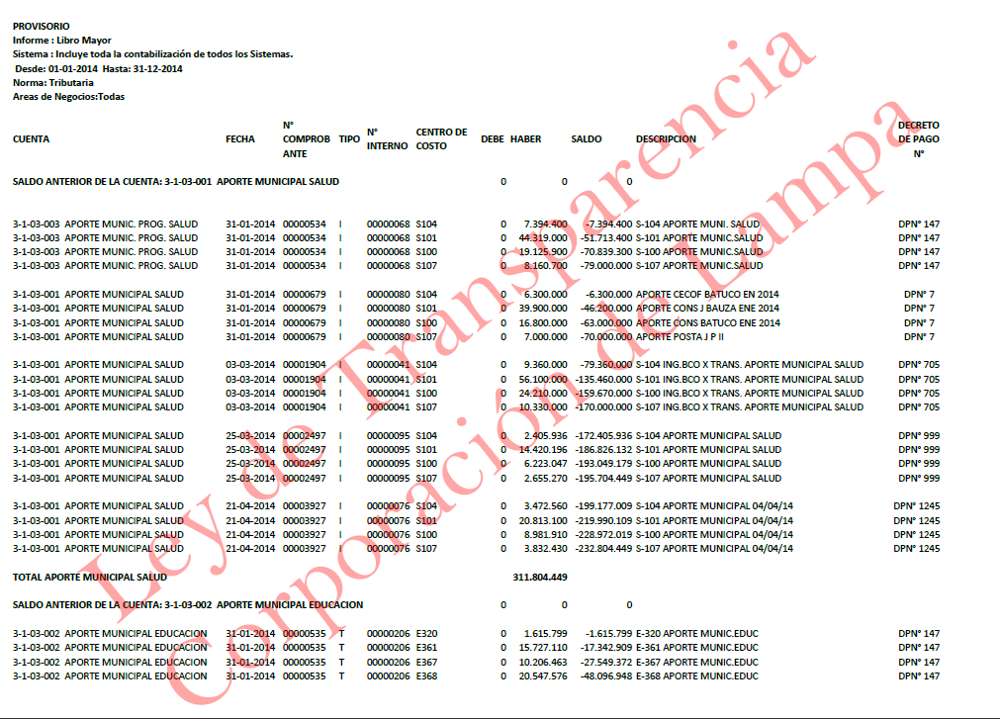 PROVISORIO
Informe : Libro Mayor
Sistema : Incluye toda la contabilización de todos los Sistemas.
Desde: 01-01-2014 Hasta: 31-12-2014
Norma: Tributaria
Areas de Negocios:Todas
CUENTA FECHA N° COMPROBANTE TIPO N° INTERNO CENTRO DE COSTO DEBE HABER SALDO DESCRIPCION DECRETO DE PAGO N°
SALDO ANTERIOR DE LA CUENTA: 3-1-03-001 APORTE MUNICIPAL SALUD 0 0 0
3-1-03-003 APORTE MUNIC. PROG. SALUD 31-01-2014 00000534 I 00000068 S104 0 7.394.400 -7.394.400 S-104 APORTE MUNI. SALUD DPN° 147
3-1-03-003 APORTE MUNIC. PROG. SALUD 31-01-2014 00000534 I 00000068 S101 0 44.319.000 -51.713.400 S-101 APORTE MUNIC.SALUD DPN° 147
3-1-03-003 APORTE MUNIC. PROG. SALUD 31-01-2014 00000534 I 00000068 S100 0 19.125.900 -70.839.300 S-100 APORTE MUNIC.SALUD DPN° 147
3-1-03-003 APORTE MUNIC. PROG. SALUD 31-01-2014 00000534 I 00000068 S107 0 8.160.700 -79.000.000 S-107 APORTE MUNIC.SALUD DPN° 147
3-1-03-001 APORTE MUNICIPAL SALUD 31-01-2014 00000679 I 00000080 S104 0 6.300.000 -6.300.000 APORTE CECOF BATUCO EN 2014 DPN° 7
3-1-03-001 APORTE MUNICIPAL SALUD 31-01-2014 00000679 I 00000080 S101 0 39.900.000 -46.200.000 APORTE CONS J BAUZA ENE 2014 DPN° 7
3-1-03-001 APORTE MUNICIPAL SALUD 31-01-2014 00000679 I 00000080 S100 0 16.800.000 -63.000.000 APORTE CONS BATUCO ENE 2014 DPN° 7
3-1-03-001 APORTE MUNICIPAL SALUD 31-01-2014 00000679 I 00000080 S107 0 7.000.000 -70.000.000 APORTE POSTA J P II DPN° 7
3-1-03-001 APORTE MUNICIPAL SALUD 03-03-2014 00001904 I 00000041 S104 0 9.360.000 -79.360.000 S-104 ING.BCO X TRANS. APORTE MUNICIPAL SALUD DPN° 705
3-1-03-001 APORTE MUNICIPAL SALUD 03-03-2014 00001904 I 00000041 S101 0 56.100.000 -135.460.000 S-101 ING.BCO X TRANS. APORTE MUNICIPAL SALUD DPN° 705
3-1-03-001 APORTE MUNICIPAL SALUD 03-03-2014 00001904 I 00000041 S100 0 24.210.000 -159.670.000 S-100 ING.BCO X TRANS. APORTE MUNICIPAL SALUD DPN° 705
3-1-03-001 APORTE MUNICIPAL SALUD 03-03-2014 00001904 I 00000041 S107 0 10.330.000 -170.000.000 S-107 ING.BCO X TRANS. APORTE MUNICIPAL SALUD DPN° 705
3-1-03-001 APORTE MUNICIPAL SALUD 25-03-2014 00002497 I 00000095 S104 0 2.405.936 -172.405.936 S-104 APORTE MUNICIPAL SALUD DPN° 999
3-1-03-001 APORTE MUNICIPAL SALUD 25-03-2014 00002497 I 00000095 S101 0 14.420.196 -186.826.132 S-101 APORTE MUNICIPAL SALUD DPN° 999
3-1-03-001 APORTE MUNICIPAL SALUD 25-03-2014 00002497 I 00000095 S100 0 6.223.047 -193.049.179 S-100 APORTE MUNICIPAL SALUD DPN° 999
3-1-03-001 APORTE MUNICIPAL SALUD 25-03-2014 00002497 I 00000095 S107 0 2.655.270 -195.704.449 S-107 APORTE MUNICIPAL SALUD DPN° 999
3-1-03-001 APORTE MUNICIPAL SALUD 21-04-2014 00003927 I 00000076 S104 0 3.472.560 -199.177.009 S-104 APORTE MUNICIPAL 04/04/14 DPN° 1245
3-1-03-001 APORTE MUNICIPAL SALUD 21-04-2014 00003927 I 00000076 S101 0 20.813.100 -219.990.109 S-101 APORTE MUNICIPAL 04/04/14 DPN° 1245
3-1-03-001 APORTE MUNICIPAL SALUD 21-04-2014 00003927 I 00000076 S100 0 8.981.910 -228.972.019 S-100 APORTE MUNICIPAL 04/04/14 DPN° 1245
3-1-03-001 APORTE MUNICIPAL SALUD 21-04-2014 00003927 I 00000076 S107 0 3.832.430 -232.804.449 S-107 APORTE MUNICIPAL 04/04/14 DPN° 1245
TOTAL APORTE MUNICIPAL SALUD 311.804.449
SALDO ANTERIOR DE LA CUENTA: 3-1-03-002 APORTE MUNICIPAL EDUCACION 0 0 0
3-1-03-002 APORTE MUNICIPAL EDUCACION 31-01-2014 00000535 T 00000206 E320 0 1.615.799 -1.615.799 E-320 APORTE MUNIC.EDUC DPN° 147
3-1-03-002 APORTE MUNICIPAL EDUCACION 31-01-2014 00000535 T 00000206 E361 0 15.727.110 -17.342.909 E-361 APORTE MUNIC.EDUC DPN° 147
3-1-03-002 APORTE MUNICIPAL EDUCACION 31-01-2014 00000535 T 00000206 E367 0 10.206.463 -27.549.372 E-367 APORTE MUNIC.EDUC DPN° 147
3-1-03-002 APORTE MUNICIPAL EDUCACION 31-01-2014 00000535 T 00000206 E368 0 20.547.576 -48.096.948 E-368 APORTE MUNIC.EDUC DPN° 147
Ley de Transparencia
Corporación de Lampa